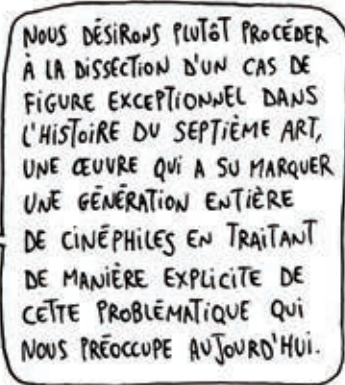 NOUS DÉSIRONS PLUTÔT PROCÉDER
À LA DISSECTION D'UN CAS DE
FIGURE EXCEPTIONNEL DANS
L'HISTOIRE DU SEPTIÈME ART,
UNE ŒUVRE QUI A SU MARQUER
UNE GÉNÉRATION ENTIÈRE
DE CINÉPHILES EN TRAITANT
DE MANIÈRE EXPLICITE DE
CETTE PROBLÉMATIQUE QUI
NOUS PRÉOCCUPE AUJOURD'HUI.